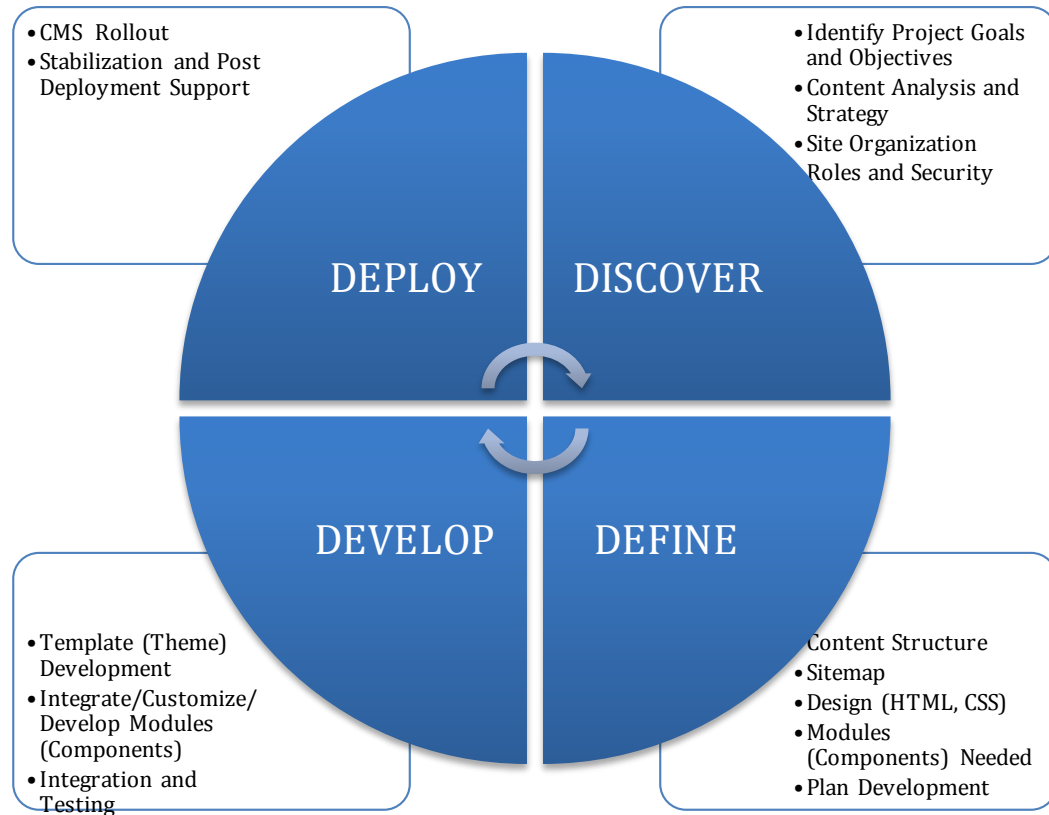 •CMS Rollout
•Stabilization and Post
Deployment Support
•Identify Project Goals
and Objectives
•Content Analysis and
Strategy
•Site Organization
Roles and Security
DEPLOY
DISCOVER
DEVELOP
DEFINE
•Template (Theme)
Development
•Integrate/Customize/
Develop Modules
(Components)
•Integration and
Testing
Content Structure
•Sitemap
•Design (HTML, CSS)
•Modules
(Components) Needed
•Plan Development